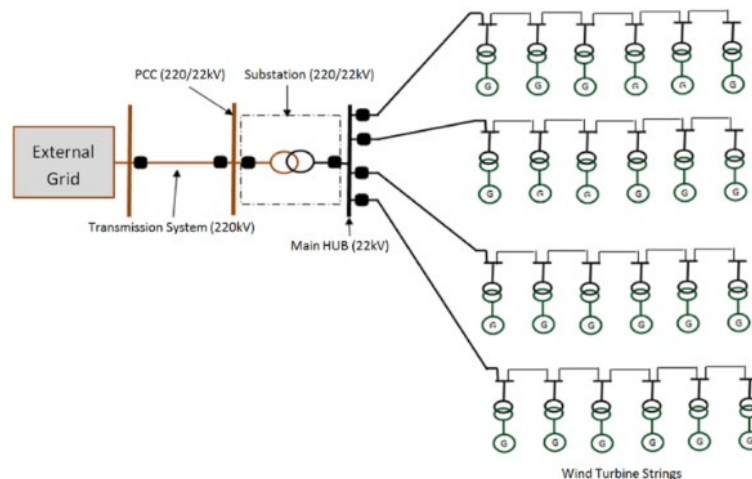 PCC (220/22kV)
Substation (220/22kV)
External
Grid
Transmission System (220kV)
Main HUB (22kV)
G G G G G G
G G G G G G
G G G G G G
G G G G G G
Wind Turbine Strings